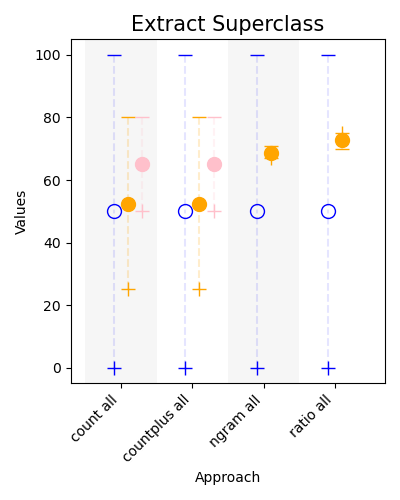 Extract Superclass
100
80
60
40
20
0
Values
count all
countplus all
ngram all
ratio all
Approach